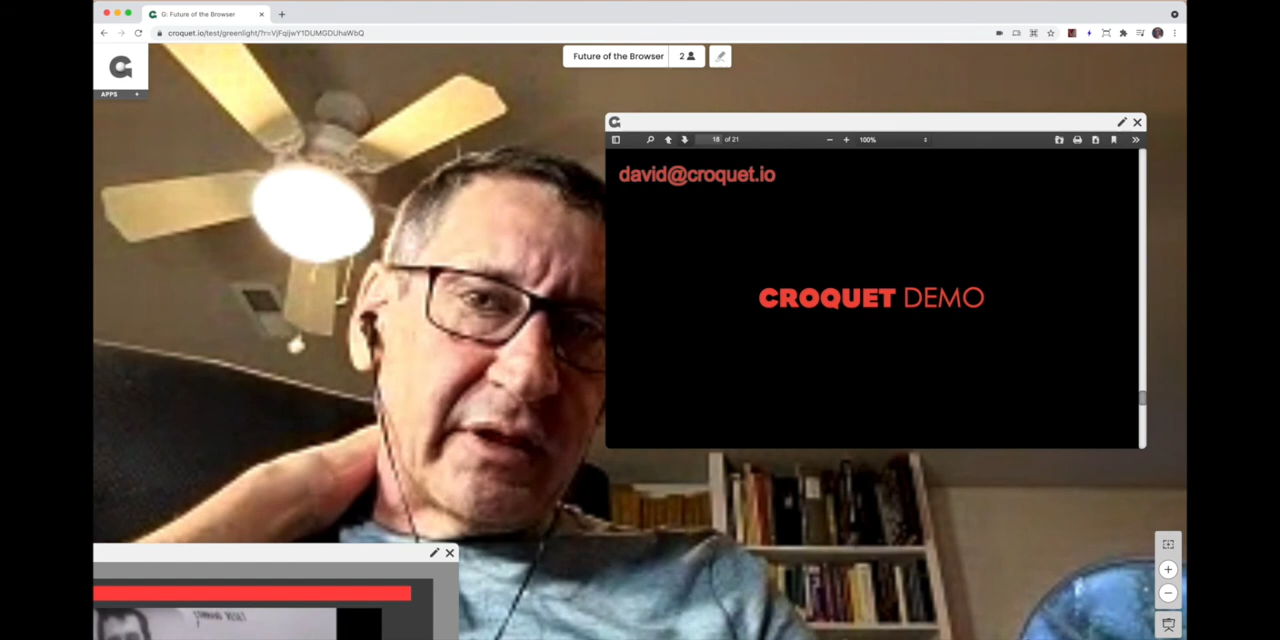 G: Future of the Browser
croquet.io/test/greenlight/?r=VjFqijwY1DUMGDUhaWbQ
APPS +
Future of the Browser 2
18 of 21
100%
david@croquet.io
CROQUET DEMO